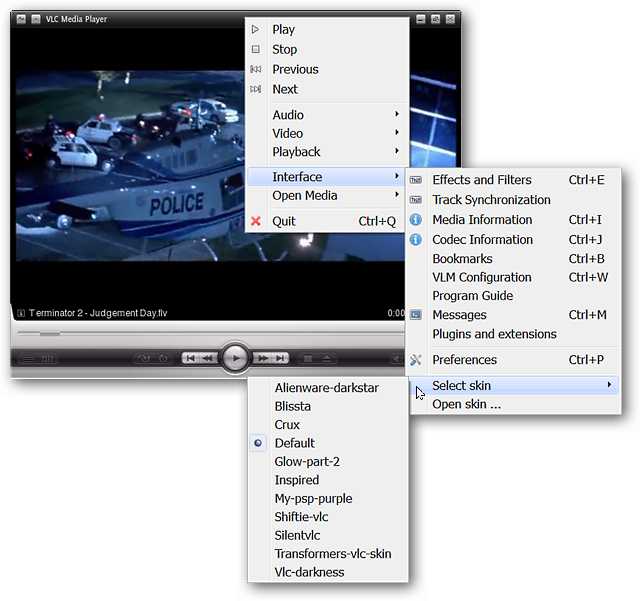 VLC Media Player
Play
Stop
Previous
Next
Audio
Video
Playback
Interface
Open Media
Quit Ctrl+Q
POLICE
Effects and Filters Ctrl+E
Track Synchronization
Media Information Ctrl+I
Codec Information Ctrl+J
Bookmarks Ctrl+B
VLM Configuration Ctrl+W
Program Guide
Messages Ctrl+M
Plugins and extensions
Preferences Ctrl+P
Select skin
Open skin ...
Terminator 2 - Judgement Day.flv 0:00
Alienware-darkstar
Blissta
Crux
Default
Glow-part-2
Inspired
My-psp-purple
Shiftie-vlc
Silentvlc
Transformers-vlc-skin
Vlc-darkness